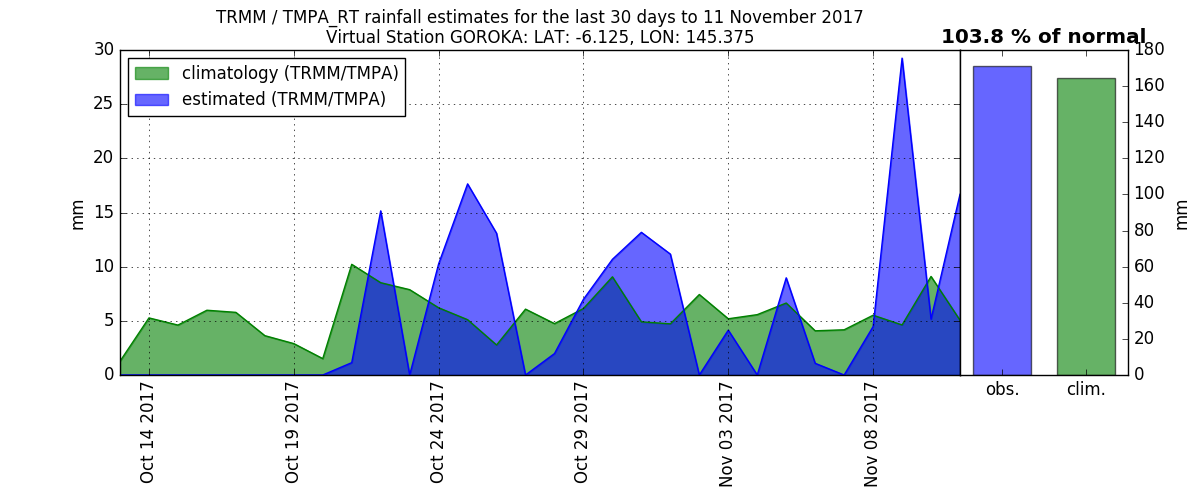 TRMM / TMPA_RT rainfall estimates for the last 30 days to 11 November 2017
Virtual Station GOROKA: LAT: -6.125, LON: 145.375
103.8 % of normal
climatology (TRMM/TMPA)
estimated (TRMM/TMPA)
30
25
20
15
10
5
0
mm
180
160
140
120
100
80
60
40
20
0
mm
Oct 14 2017
Oct 19 2017
Oct 24 2017
Oct 29 2017
Nov 03 2017
Nov 08 2017
obs.
clim.